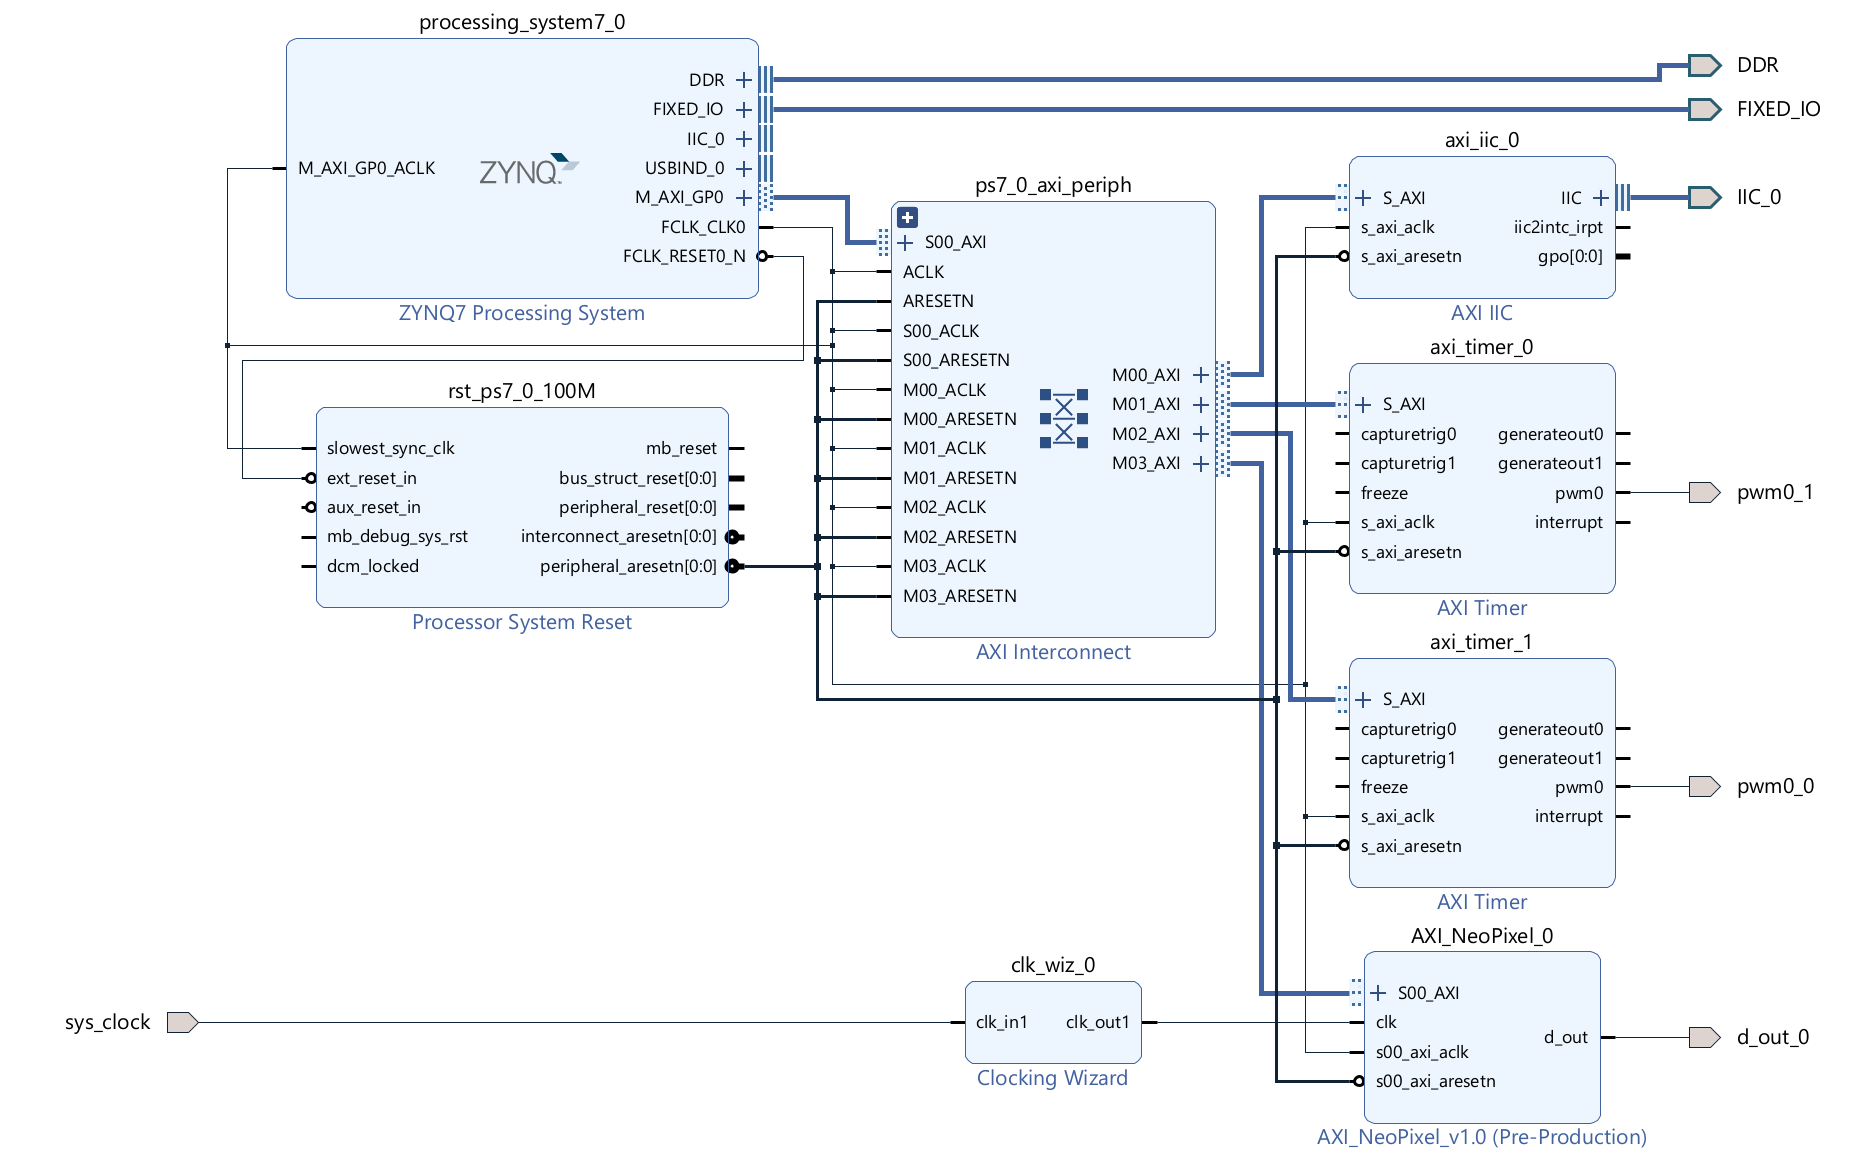 processing_system7_0
DDR
FIXED_IO
IIC_0
USBIND_0
M_AXI_GP0
FCLK_CLK0
FCLK_RESET0_N
M_AXI_GP0_ACLK
ZYNQ
ZYNQ7 Processing System
rst_ps7_0_100M
slowest_sync_clk
ext_reset_in
aux_reset_in
mb_debug_sys_rst
dcm_locked
mb_reset
bus_struct_reset[0:0]
peripheral_reset[0:0]
interconnect_aresetn[0:0]
peripheral_aresetn[0:0]
Processor System Reset
ps7_0_axi_periph
S00_AXI
ACLK
ARESETN
S00_ACLK
S00_ARESETN
M00_ACLK
M00_ARESETN
M01_ACLK
M01_ARESETN
M02_ACLK
M02_ARESETN
M03_ACLK
M03_ARESETN
M00_AXI
M01_AXI
M02_AXI
M03_AXI
AXI Interconnect
DDR
FIXED_IO
axi_iic_0
S_AXI
s_axi_aclk
s_axi_aresetn
IIC
iic2intc_irpt
gpo[0:0]
AXI IIC
IIC_0
axi_timer_0
S_AXI
capturetrig0
capturetrig1
freeze
s_axi_aclk
s_axi_aresetn
generateout0
generateout1
pwm0
interrupt
AXI Timer
pwm0_1
axi_timer_1
S_AXI
capturetrig0
capturetrig1
freeze
s_axi_aclk
s_axi_aresetn
generateout0
generateout1
pwm0
interrupt
AXI Timer
pwm0_0
sys_clock
clk_wiz_0
clk_in1
clk_out1
Clocking Wizard
AXI_NeoPixel_0
S00_AXI
clk
s00_axi_aclk
s00_axi_aresetn
d_out
AXI_NeoPixel_v1.0 (Pre-Production)
d_out_0